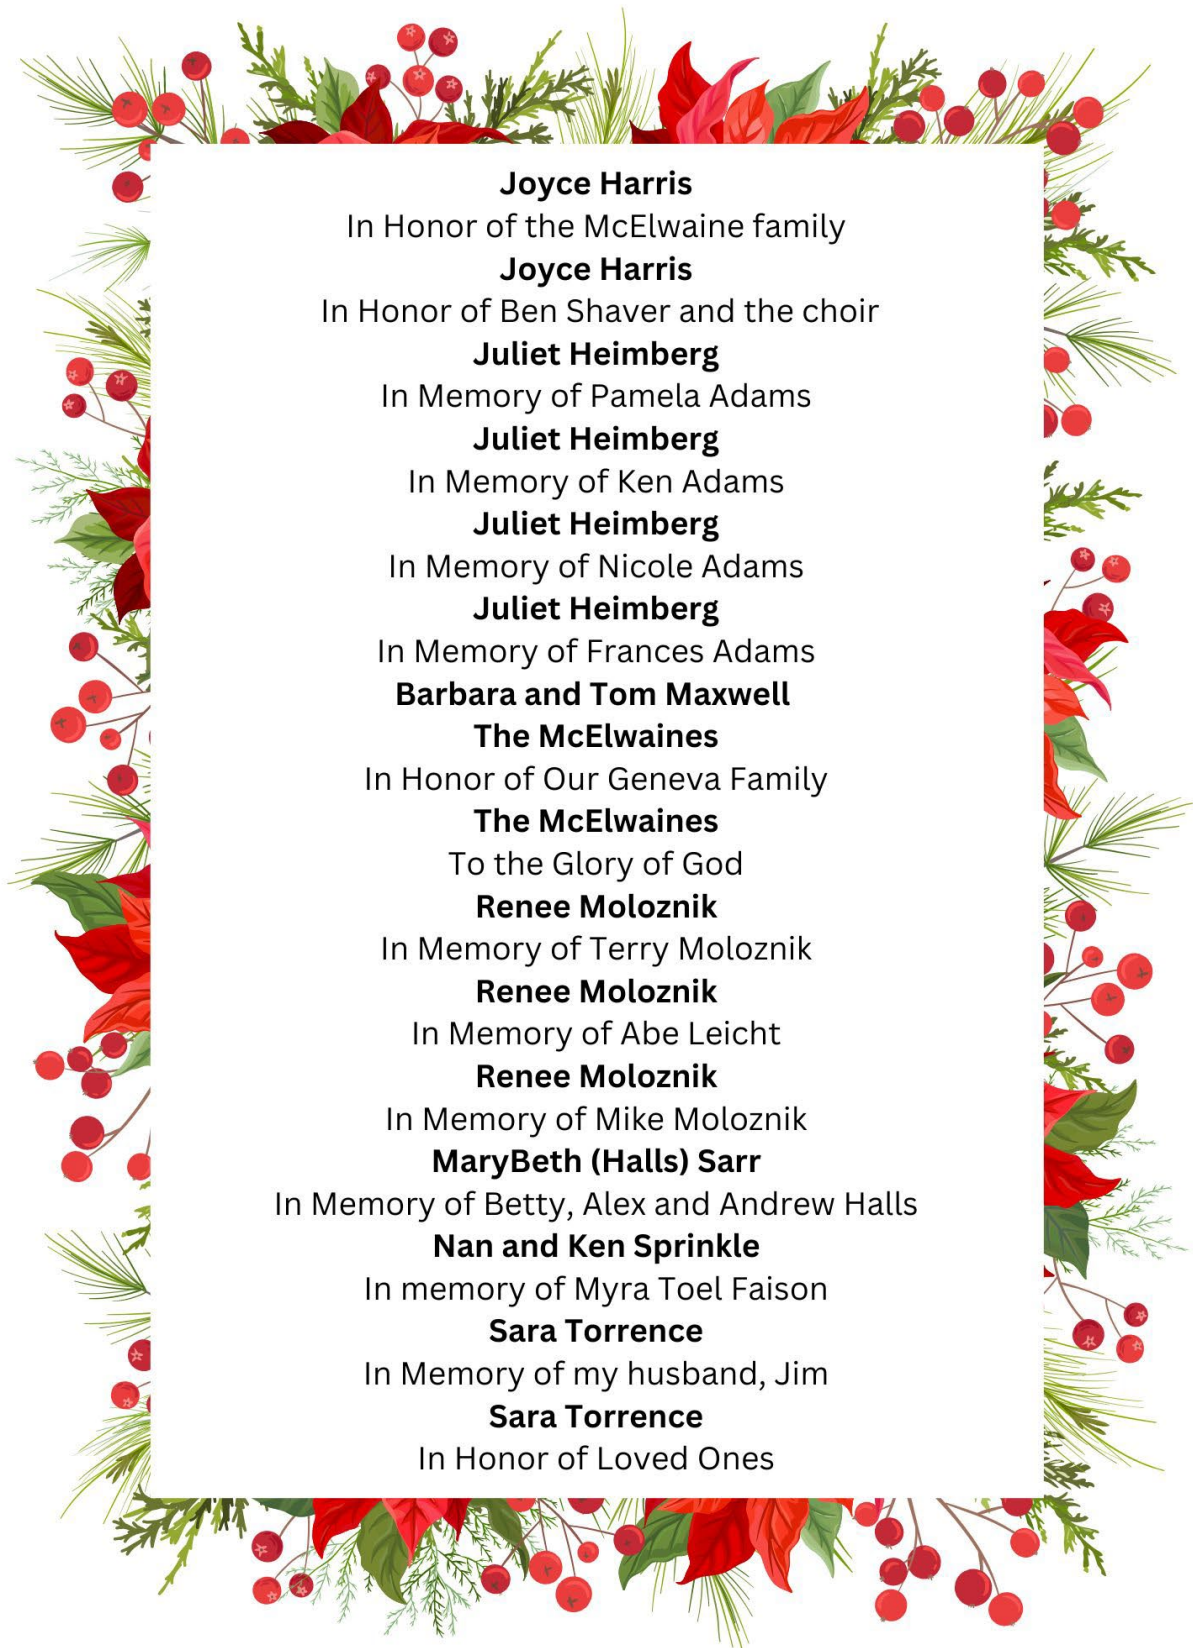 Joyce Harris
In Honor of the McElwaine family
Joyce Harris
In Honor of Ben Shaver and the choir
Juliet Heimberg
In Memory of Pamela Adams
Juliet Heimberg
In Memory of Ken Adams
Juliet Heimberg
In Memory of Nicole Adams
Juliet Heimberg
In Memory of Frances Adams
Barbara and Tom Maxwell
The McElwaines
In Honor of Our Geneva Family
The McElwaines
To the Glory of God
Renee Moloznik
In Memory of Terry Moloznik
Renee Moloznik
In Memory of Abe Leicht
Renee Moloznik
In Memory of Mike Moloznik
MaryBeth (Halls) Sarr
In Memory of Betty, Alex and Andrew Halls
Nan and Ken Sprinkle
In memory of Myra Toel Faison
Sara Torrence
In Memory of my husband, Jim
Sara Torrence
In Honor of Loved Ones